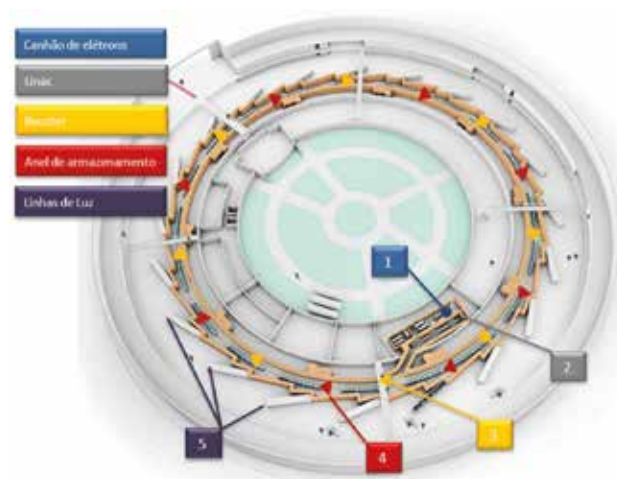 Canhão de elétrons
Linac
Booster
Anel de armazenamento
Linhas de Luz
1
2
3
4
5